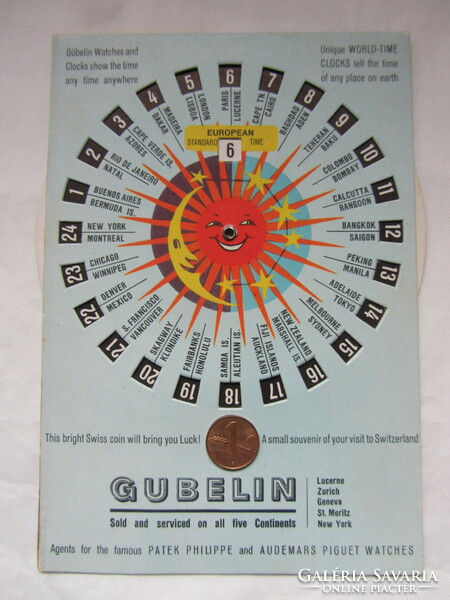 Gübelin Watches and
Clocks show the time
any time anywhere
Unique WORLD-TIME
CLOCKS tell the time
of any place on earth
6
PARIS
LUCERNE
7
CAPE TN.
CAIRO
8
BAGHDAD
ADEN
9
TEHERAN
BAKU
10
COLOMBO
BOMBAY
11
CALCUTTA
RANGOON
12
BANGKOK
SAIGON
13
PEKING
MANILA
14
ADELAIDE
TOKYO
15
MELBOURNE
SYDNEY
16
NEW ZEALAND
MARSHALL IS.
17
FIJI ISLANDS
AUCKLAND
18
SAMOA IS.
ALEUTIAN IS.
19
FAIRBANKS
HONOLULU
20
SKAGWAY
KLONDIKE
21
S. FRANCISCO
VANCOUVER
22
DENVER
MEXICO
23
CHICAGO
WINNIPEG
24
NEW YORK
MONTREAL
1
BUENOS AIRES
BERMUDA IS.
2
RIO DE JANEIRO
NATAL
3
CAPE VERDE IS.
AZORES
4
MADEIRA
DAKAR
5
LONDON
LISBOA
EUROPEAN
STANDARD TIME
6
This bright Swiss coin will bring you Luck! A small souvenir of your visit to Switzerland
1
GUBELIN
Sold and serviced on all five Continents
Lucerne
Zurich
Geneva
St. Moritz
New York
Agents for the famous PATEK PHILIPPE and AUDEMARS PIGUET WATCHES
GALÉRIA SAVARIA
ONLINE PIACTÉR